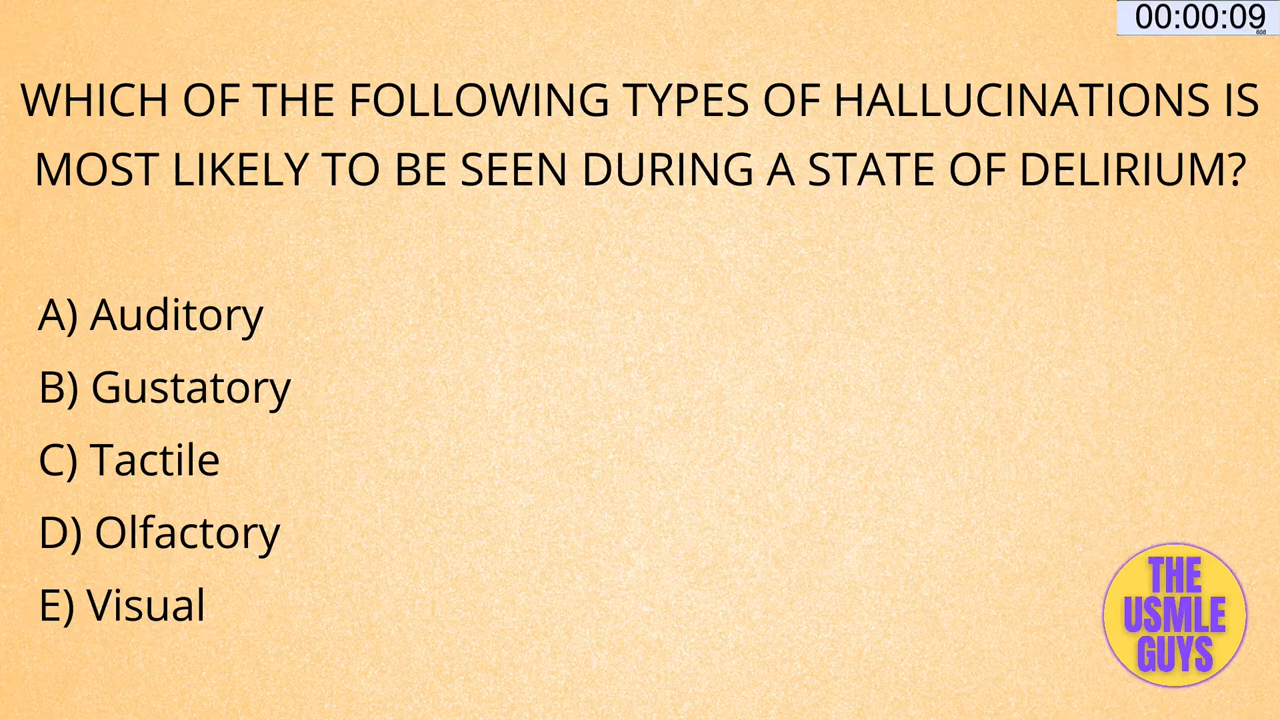 00:00:09
WHICH OF THE FOLLOWING TYPES OF HALLUCINATIONS IS
MOST LIKELY TO BE SEEN DURING A STATE OF DELIRIUM?
A) Auditory
B) Gustatory
C) Tactile
D) Olfactory
E) Visual
THE
USMLE
GUYS